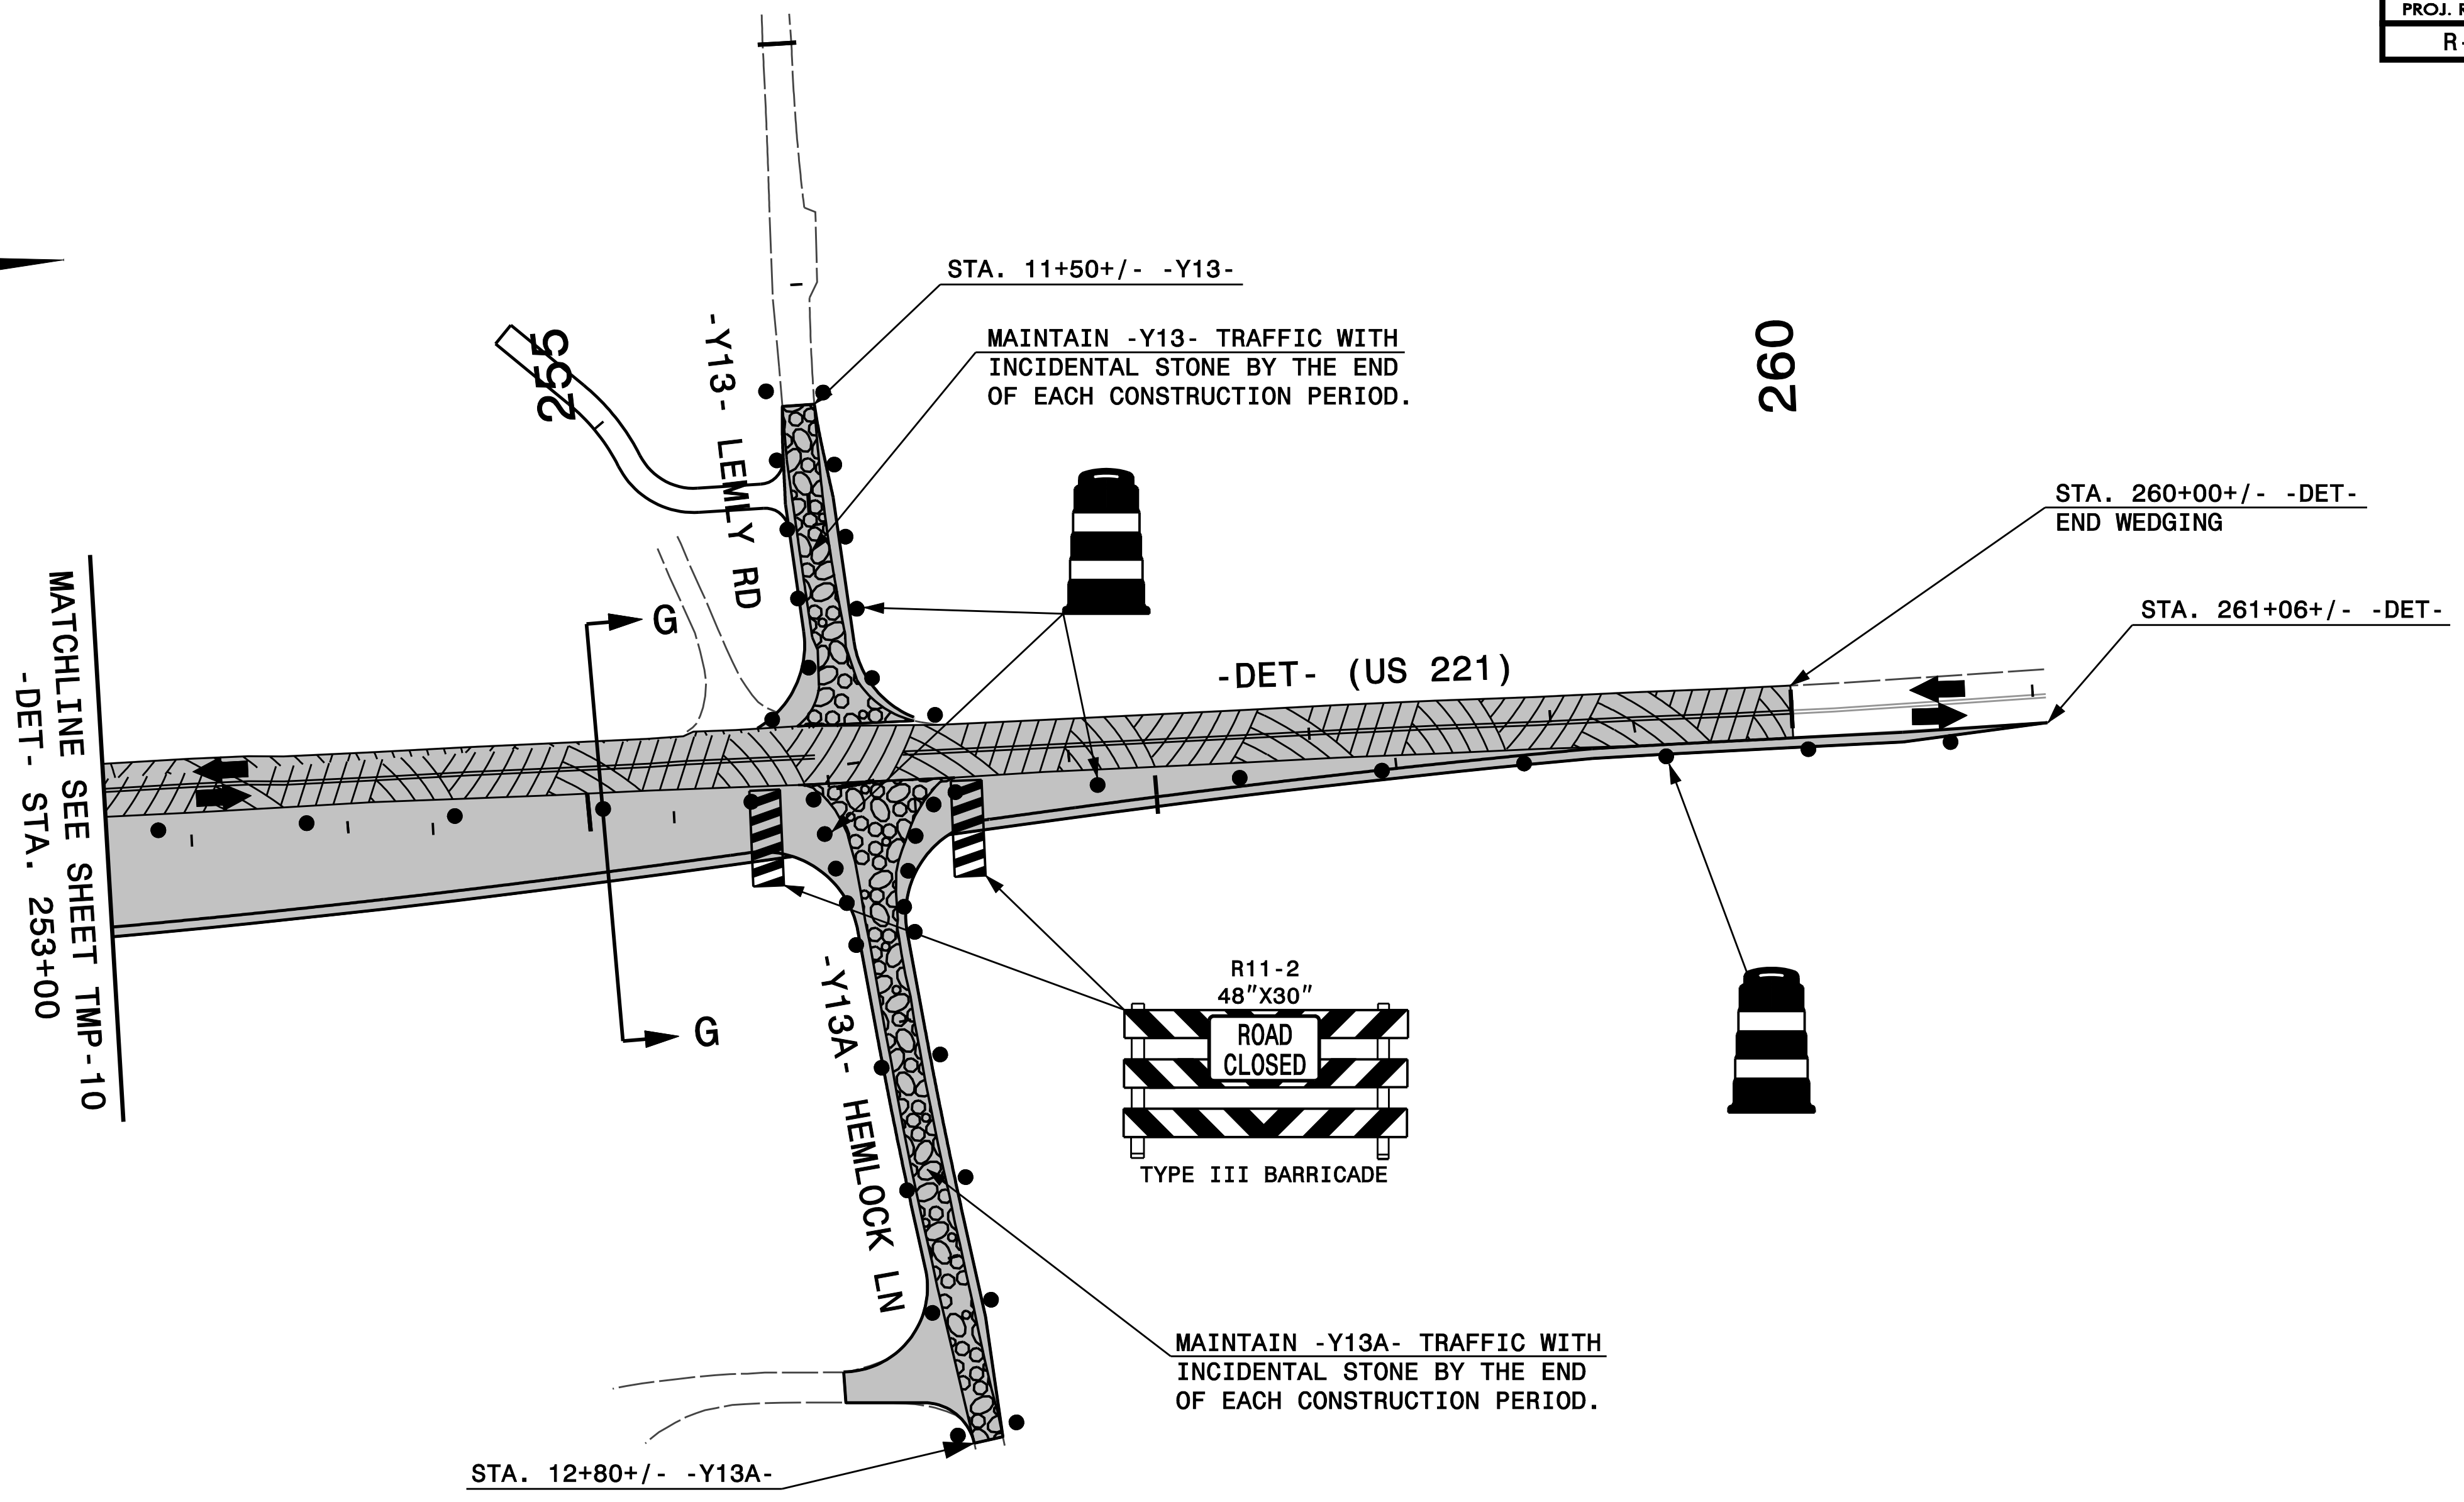 PROJ. R
R-
STA. 11+50+/- -Y13-
MAINTAIN -Y13- TRAFFIC WITH
INCIDENTAL STONE BY THE END
OF EACH CONSTRUCTION PERIOD.
255
-Y13- LEMLY RD
260
STA. 260+00+/- -DET-
END WEDGING
STA. 261+06+/- -DET-
-DET- (US 221)
G
G
MATCHLINE SEE SHEET TMP-10
-DET- STA. 253+00
-Y13A- HEMLOCK LN
R11-2
48"X30"
ROAD
CLOSED
TYPE III BARRICADE
MAINTAIN -Y13A- TRAFFIC WITH
INCIDENTAL STONE BY THE END
OF EACH CONSTRUCTION PERIOD.
STA. 12+80+/- -Y13A-